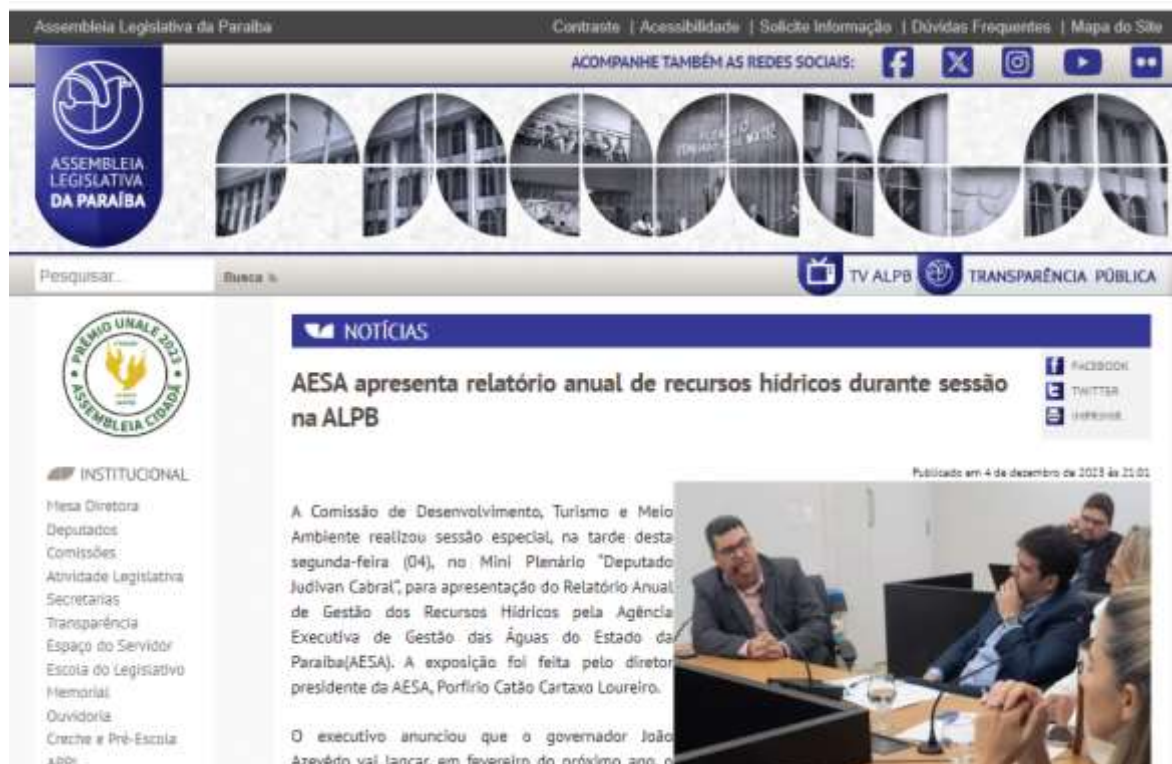 Assembleia Legislativa da Paraíba
Contraste | Acessibilidade | Solicite Informação | Dúvidas Frequentes | Mapa do Site
ACOMPANHE TAMBÉM AS REDES SOCIAIS:
ASSEMBLEIA
LEGISLATIVA
DA PARAÍBA
Pesquisar...
Busca
TV ALPB
TRANSPARÊNCIA PÚBLICA
PRÊMIO UNALE 2023
ASSEMBLEIA CIDADÃ
NOTÍCIAS
AESA apresenta relatório anual de recursos hídricos durante sessão
na ALPB
FACEBOOK
TWITTER
IMPRIMIR
Publicado em 4 de dezembro de 2023 às 21:01
INSTITUCIONAL
Mesa Diretora
Deputados
Comissões
Atividade Legislativa
Secretarias
Transparência
Espaço do Servidor
Escola do Legislativo
Memorial
Ouvidoria
Creche e Pré-Escola
A Comissão de Desenvolvimento, Turismo e Meio
Ambiente realizou sessão especial, na tarde desta
segunda-feira (04), no Mini Plenário "Deputado
Judivan Cabral", para apresentação do Relatório Anual
de Gestão dos Recursos Hídricos pela Agência
Executiva de Gestão das Águas do Estado da
Paraíba(AESA). A exposição foi feita pelo diretor
presidente da AESA, Porfírio Catão Cartaxo Loureiro.
O executivo anunciou que o governador João
Azevêdo vai lançar, em fevereiro do próximo ano, o